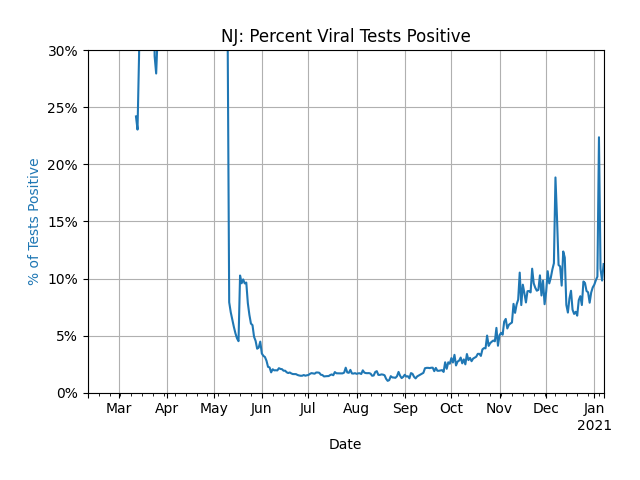 NJ: Percent Viral Tests Positive
30%
25%
20%
15%
10%
5%
0%
% of Tests Positive
Mar Apr May Jun Jul Aug Sep Oct Nov Dec Jan
2021
Date